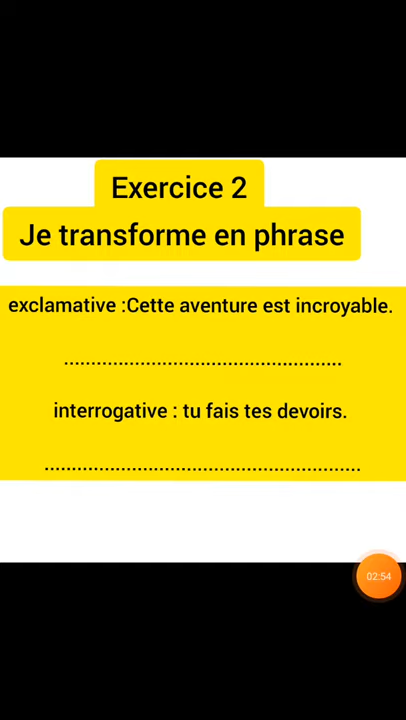 Exercice 2
Je transforme en phrase
exclamative :Cette aventure est incroyable.
....................................................
interrogative : tu fais tes devoirs.
............................................................
02:54